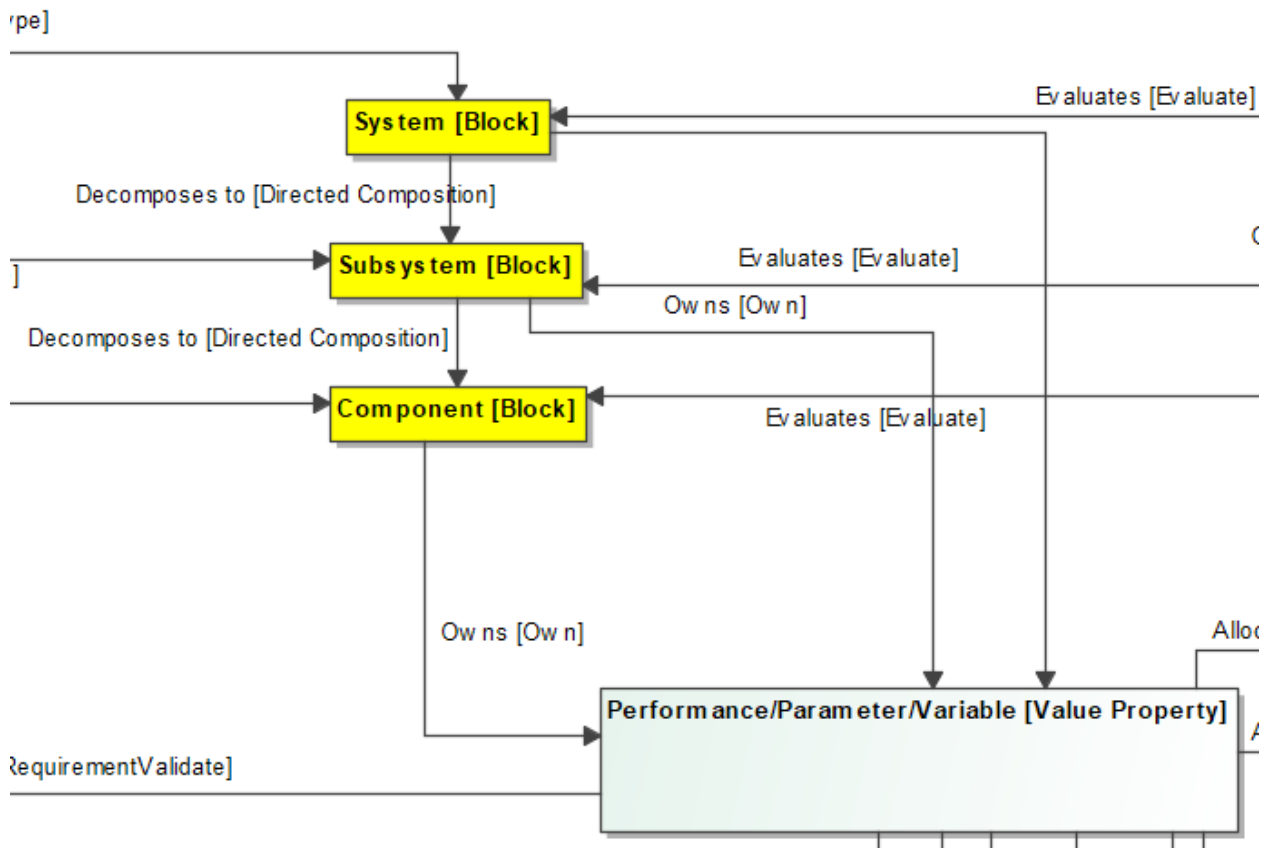 ype]
Evaluates [Evaluate]
System [Block]
Decomposes to [Directed Composition]
Subsystem [Block]
Evaluates [Evaluate]
]
Owns [Own]
Decomposes to [Directed Composition]
Component [Block]
Evaluates [Evaluate]
Owns [Own]
Alloc
Performance/Parameter/Variable [Value Property]
RequirementValidate]